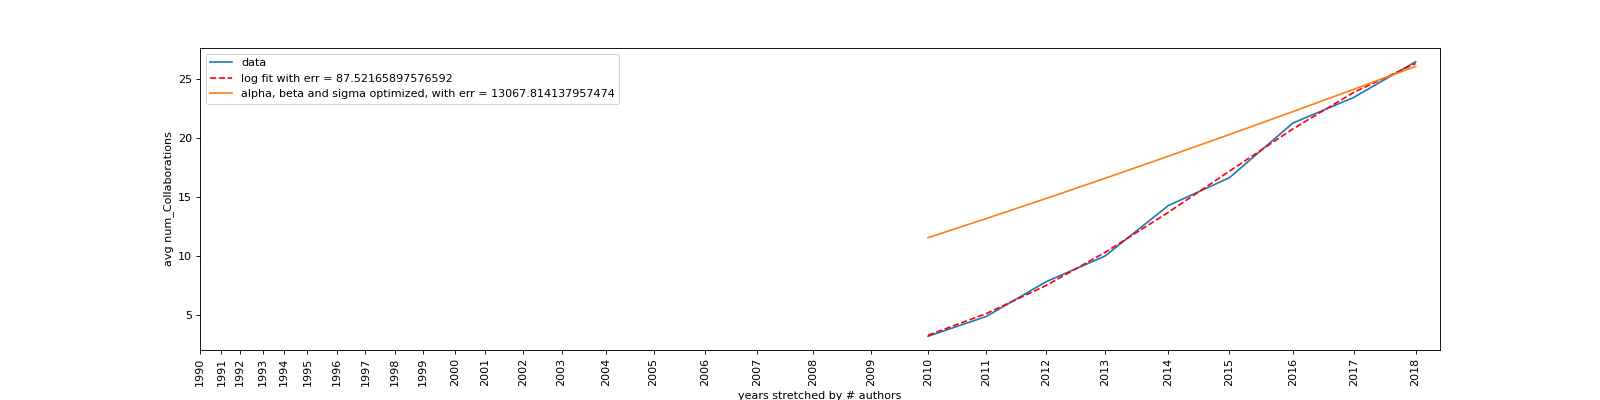 data
log fit with err = 87.52165897576592
alpha, beta and sigma optimized, with err = 13067.814137957474
25
20
15
10
5
avg num_Collaborations
1990 1991 1992 1993 1994 1995 1996 1997 1998 1999 2000 2001 2002 2003 2004 2005 2006 2007 2008 2009 2010 2011 2012 2013 2014 2015 2016 2017 2018
years stretched by # authors